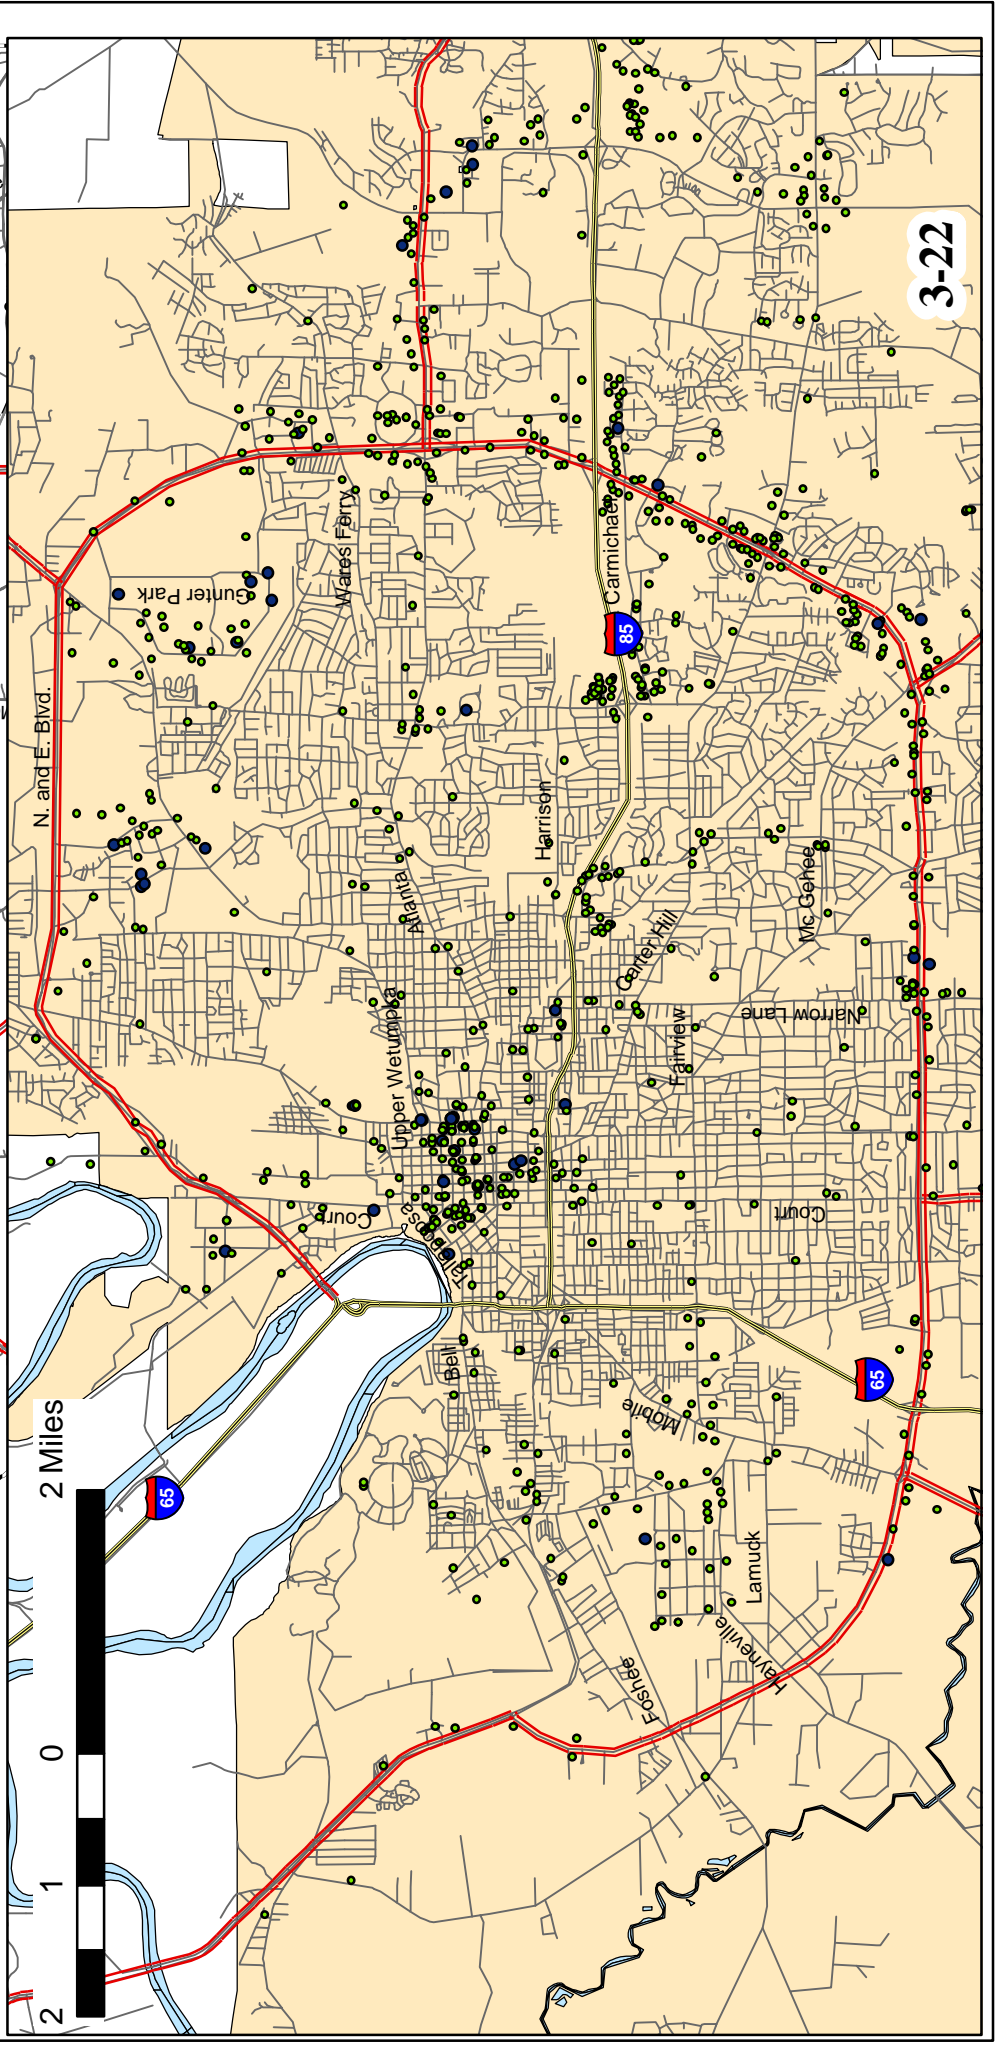 N. and E. Blvd.
Gunter Park
Wares Ferry
Carmichael
85
Atlanta
Harrison
Upper Wetumpka
Carter Hill
Mc Gehee
Narrow Lane
Fairview
Court
Tallapoosa
Court
Bell
Mobile
65
65
Lamuck
Hayneville
Foshee
2 1 0 2 Miles
3-22